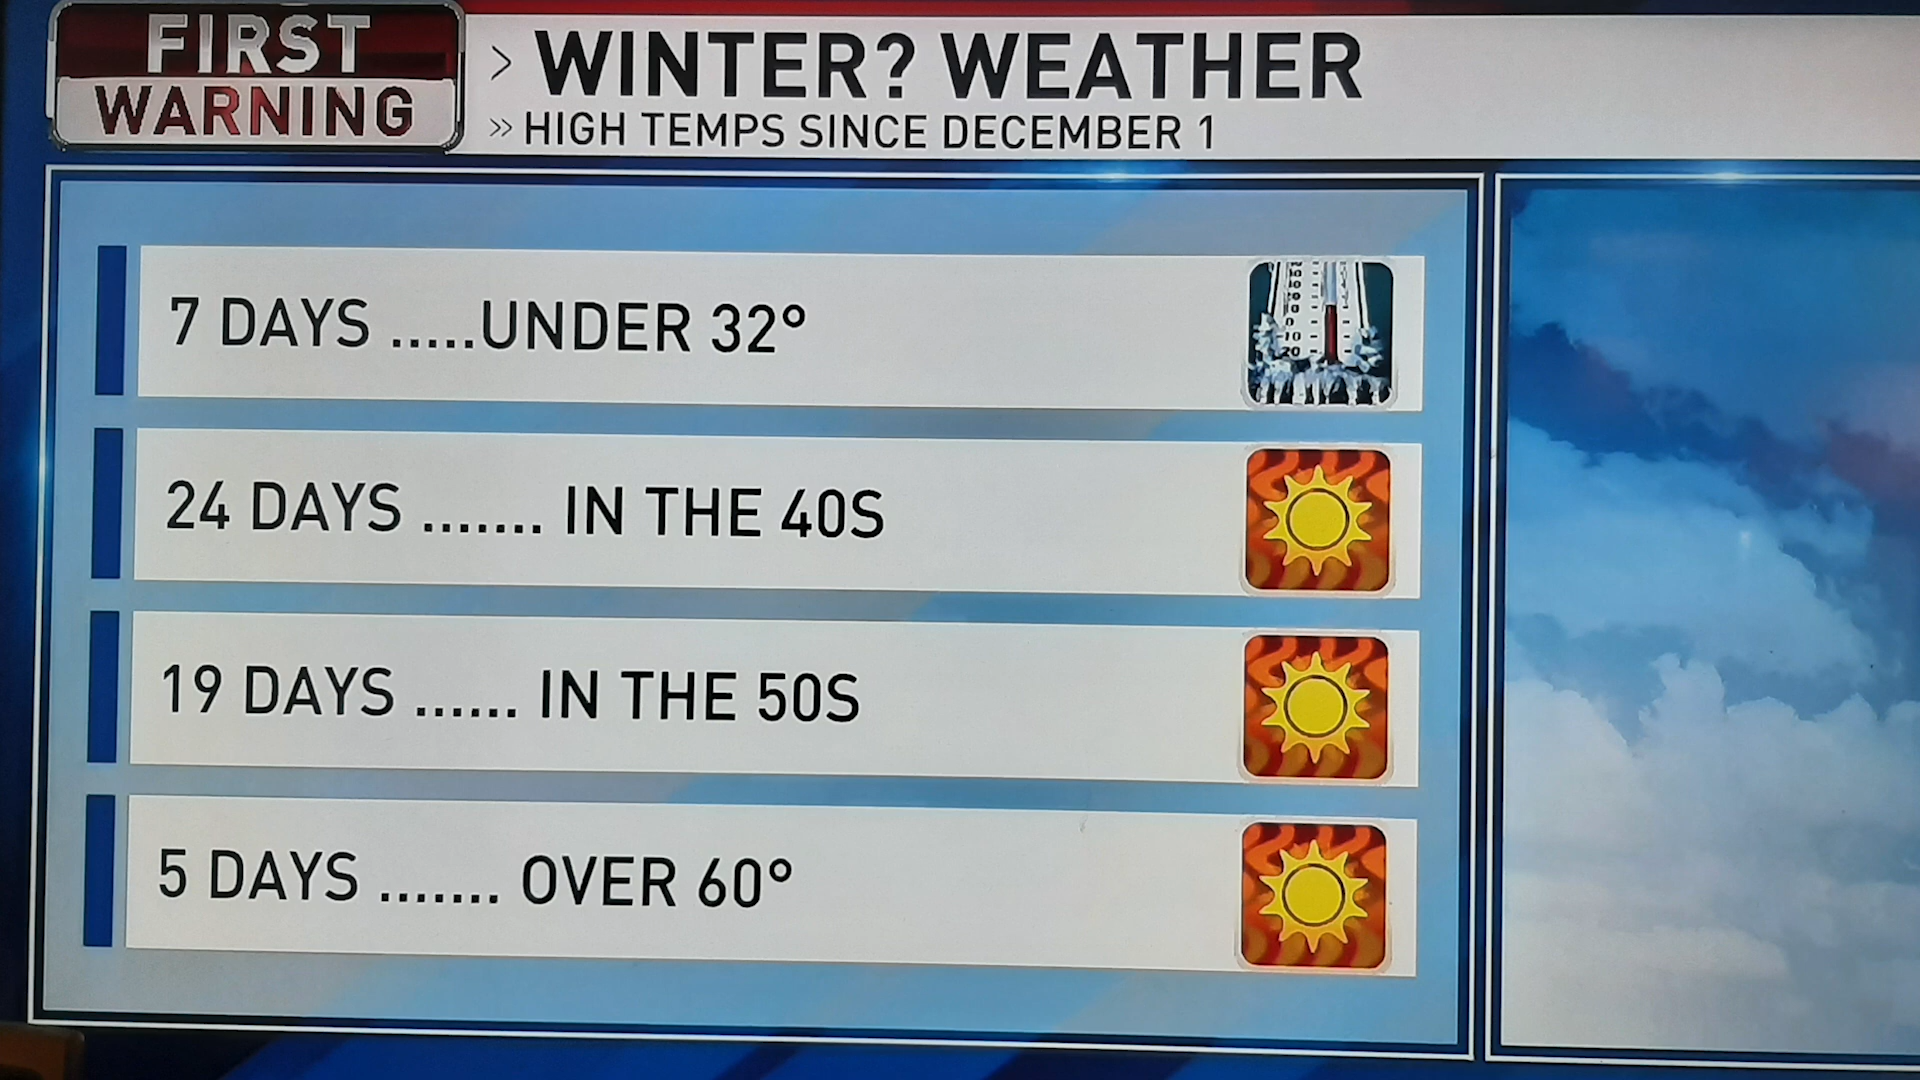 FIRST
WARNING
> WINTER? WEATHER
>> HIGH TEMPS SINCE DECEMBER 1
7 DAYS .....UNDER 32°
24 DAYS ....... IN THE 40S
19 DAYS ...... IN THE 50S
5 DAYS ....... OVER 60°